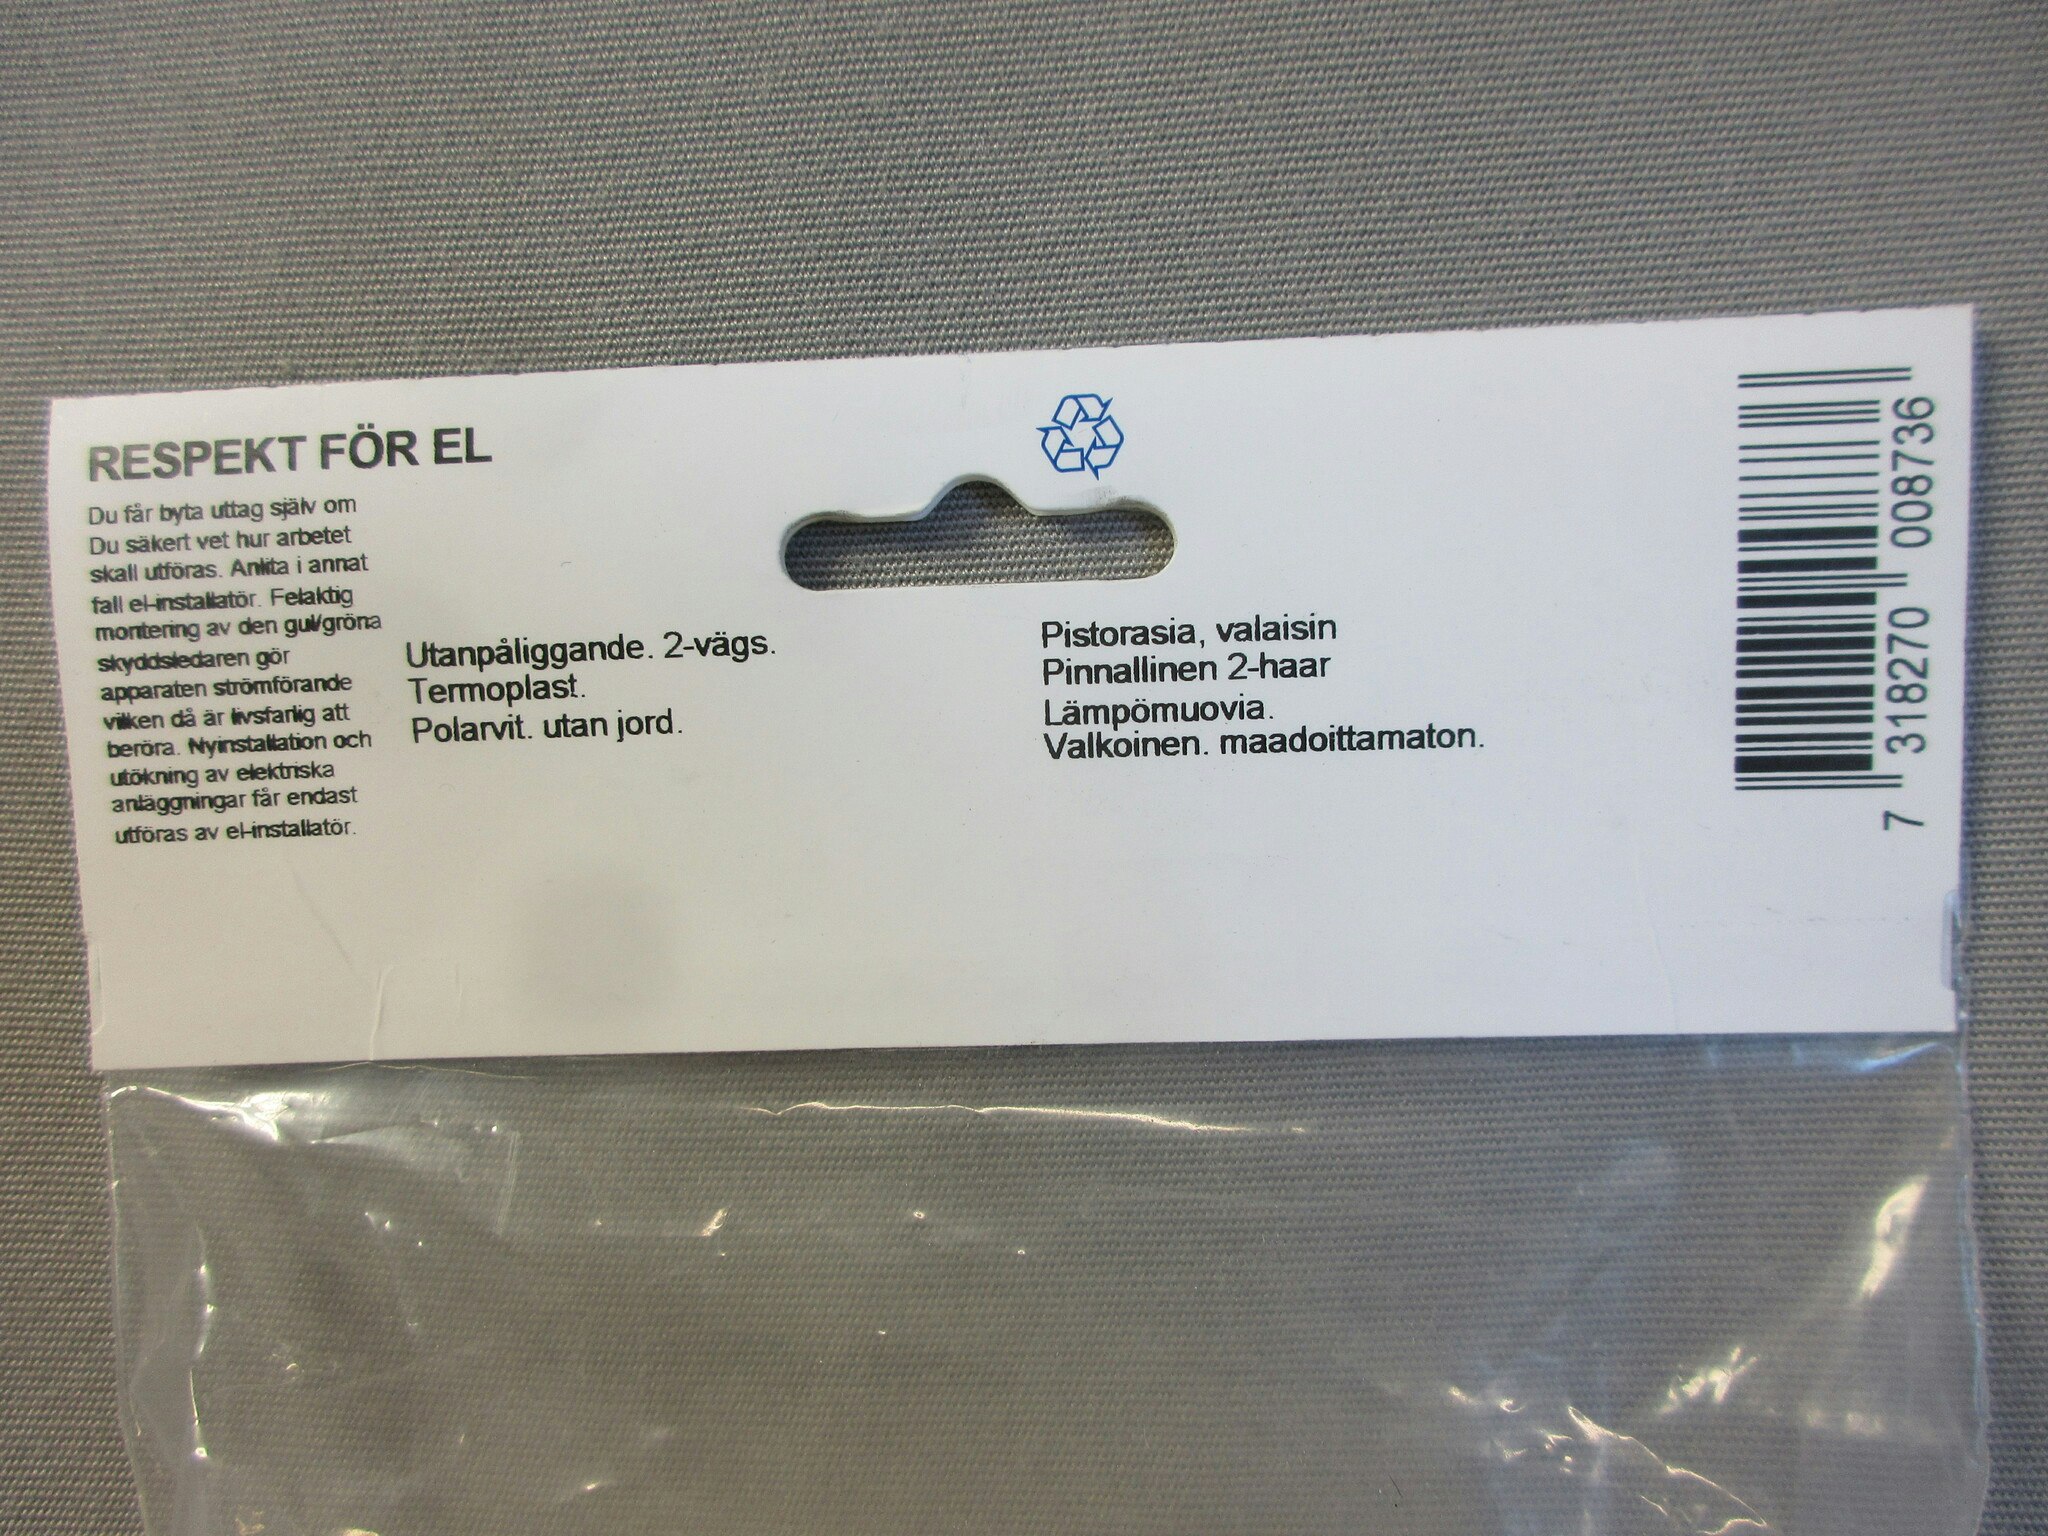 RESPEKT FÖR EL
Du får byta uttag själv om
Du säkert vet hur arbetet
skall utföras. Anlita i annat
fall el-installatör. Felaktig
montering av den gul/gröna
skyddsledaren gör
apparaten strömförande
vilken då är livsfarlig att
beröra. Nyinstallation och
utökning av elektriska
anläggningar får endast
utföras av el-installatör.
Utanpåliggande. 2-vägs.
Termoplast.
Polarvit. utan jord.
Pistorasia, valaisin
Pinnallinen 2-haar
Lämpömuovia.
Valkoinen. maadoittamaton.
7 318270 008736